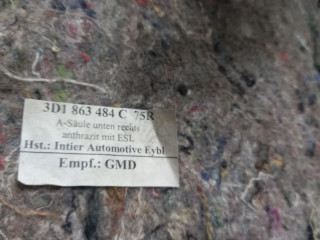 3D1 863 484 C 75R
A-Säule unten rechts
anthrazit mit ESL
Hst.: Intier Automotive Eybl
Empf.: GMD